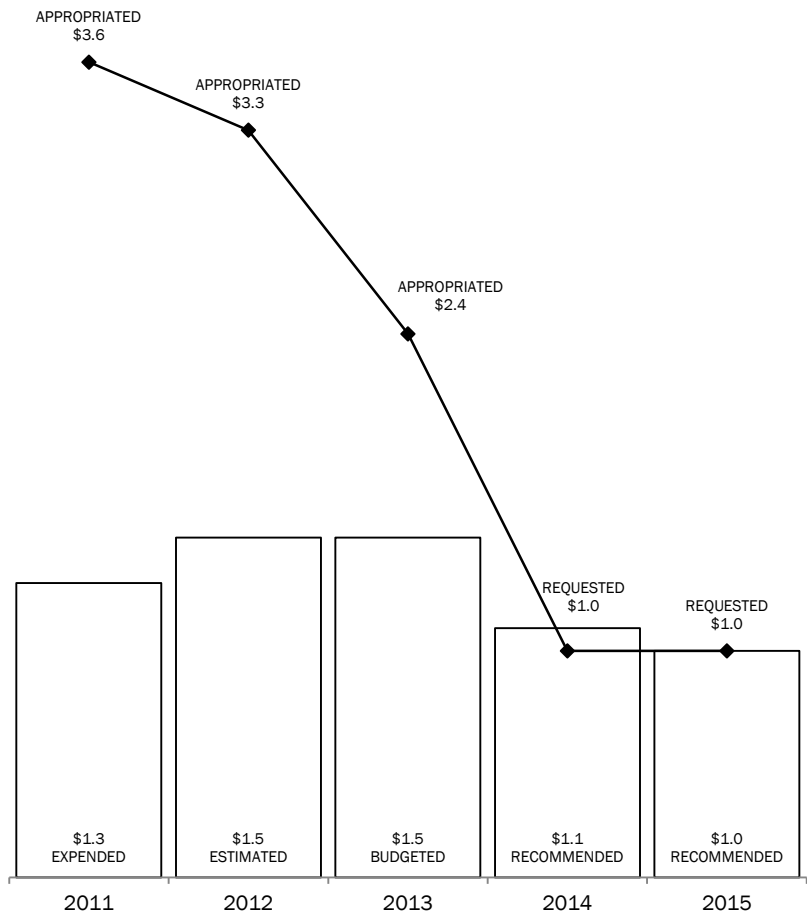 APPROPRIATED
$3.6
APPROPRIATED
$3.3
APPROPRIATED
$2.4
REQUESTED
$1.0
REQUESTED
$1.0
$1.3
EXPENDED
$1.5
ESTIMATED
$1.5
BUDGETED
$1.1
RECOMMENDED
$1.0
RECOMMENDED
2011
2012
2013
2014
2015